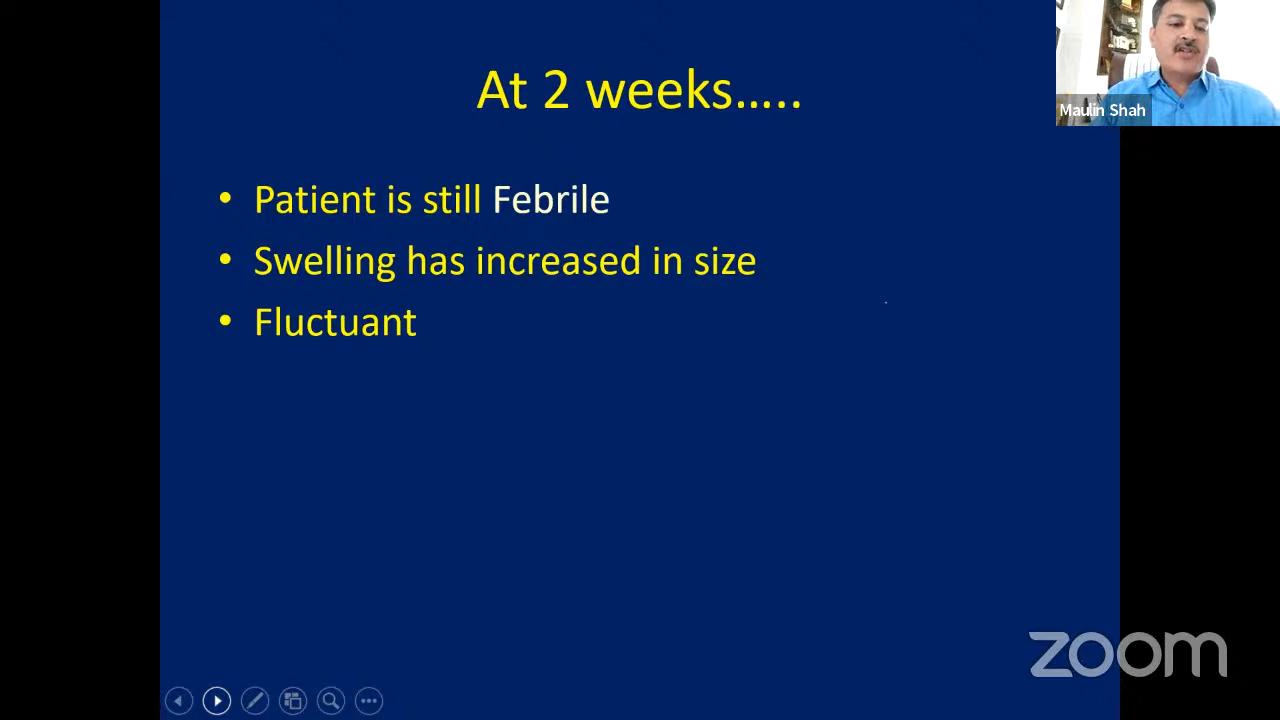 At 2 weeks…..
Maulin Shah
• Patient is still Febrile
• Swelling has increased in size
• Fluctuant
zoom